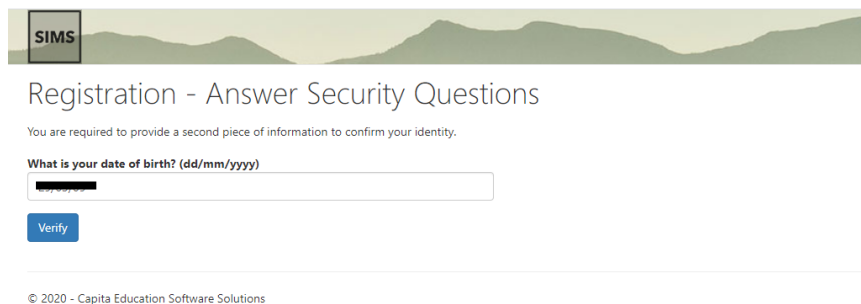 SIMS
Registration - Answer Security Questions
You are required to provide a second piece of information to confirm your identity.
What is your date of birth? (dd/mm/yyyy)
Verify
© 2020 - Capita Education Software Solutions